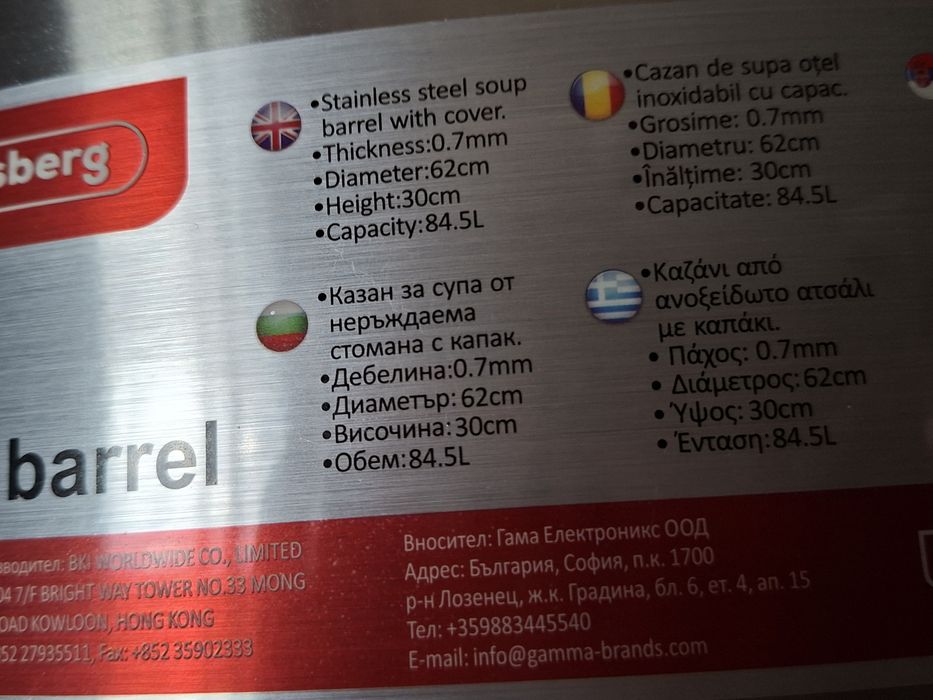 sberg
•Stainless steel soup
barrel with cover.
•Thickness:0.7mm
•Diameter:62cm
•Height:30cm
•Capacity:84.5L
•Cazan de supa oțel
inoxidabil cu capac.
•Grosime: 0.7mm
•Diametru: 62cm
•Înălțime: 30cm
•Capacitate: 84.5L
•Казан за супа от
неръждаема
стомана с капак.
•Дебелина:0.7mm
•Диаметър:62cm
•Височина:30cm
•Обем:84.5L
•Καζάνι από
ανοξείδωτο ατσάλι
με καπάκι.
• Πάχος: 0.7mm
• Διάμετρος:62cm
•Ύψος: 30cm
• Ένταση:84.5L
barrel
зводител: BKI WORLDWIDE CO., LIMITED
04 7/F BRIGHT WAY TOWER NO.33 MONG
OAD KOWLOON, HONG KONG
52 27935511, Fax: +852 35902333
Вносител: Гама Електроникс ООД
Адрес: България, София, п.к. 1700
р-н Лозенец, ж.к. Градина, бл. 6, ет. 4, ап. 15
Тел: +359883445540
E-mail: info@gamma-brands.com